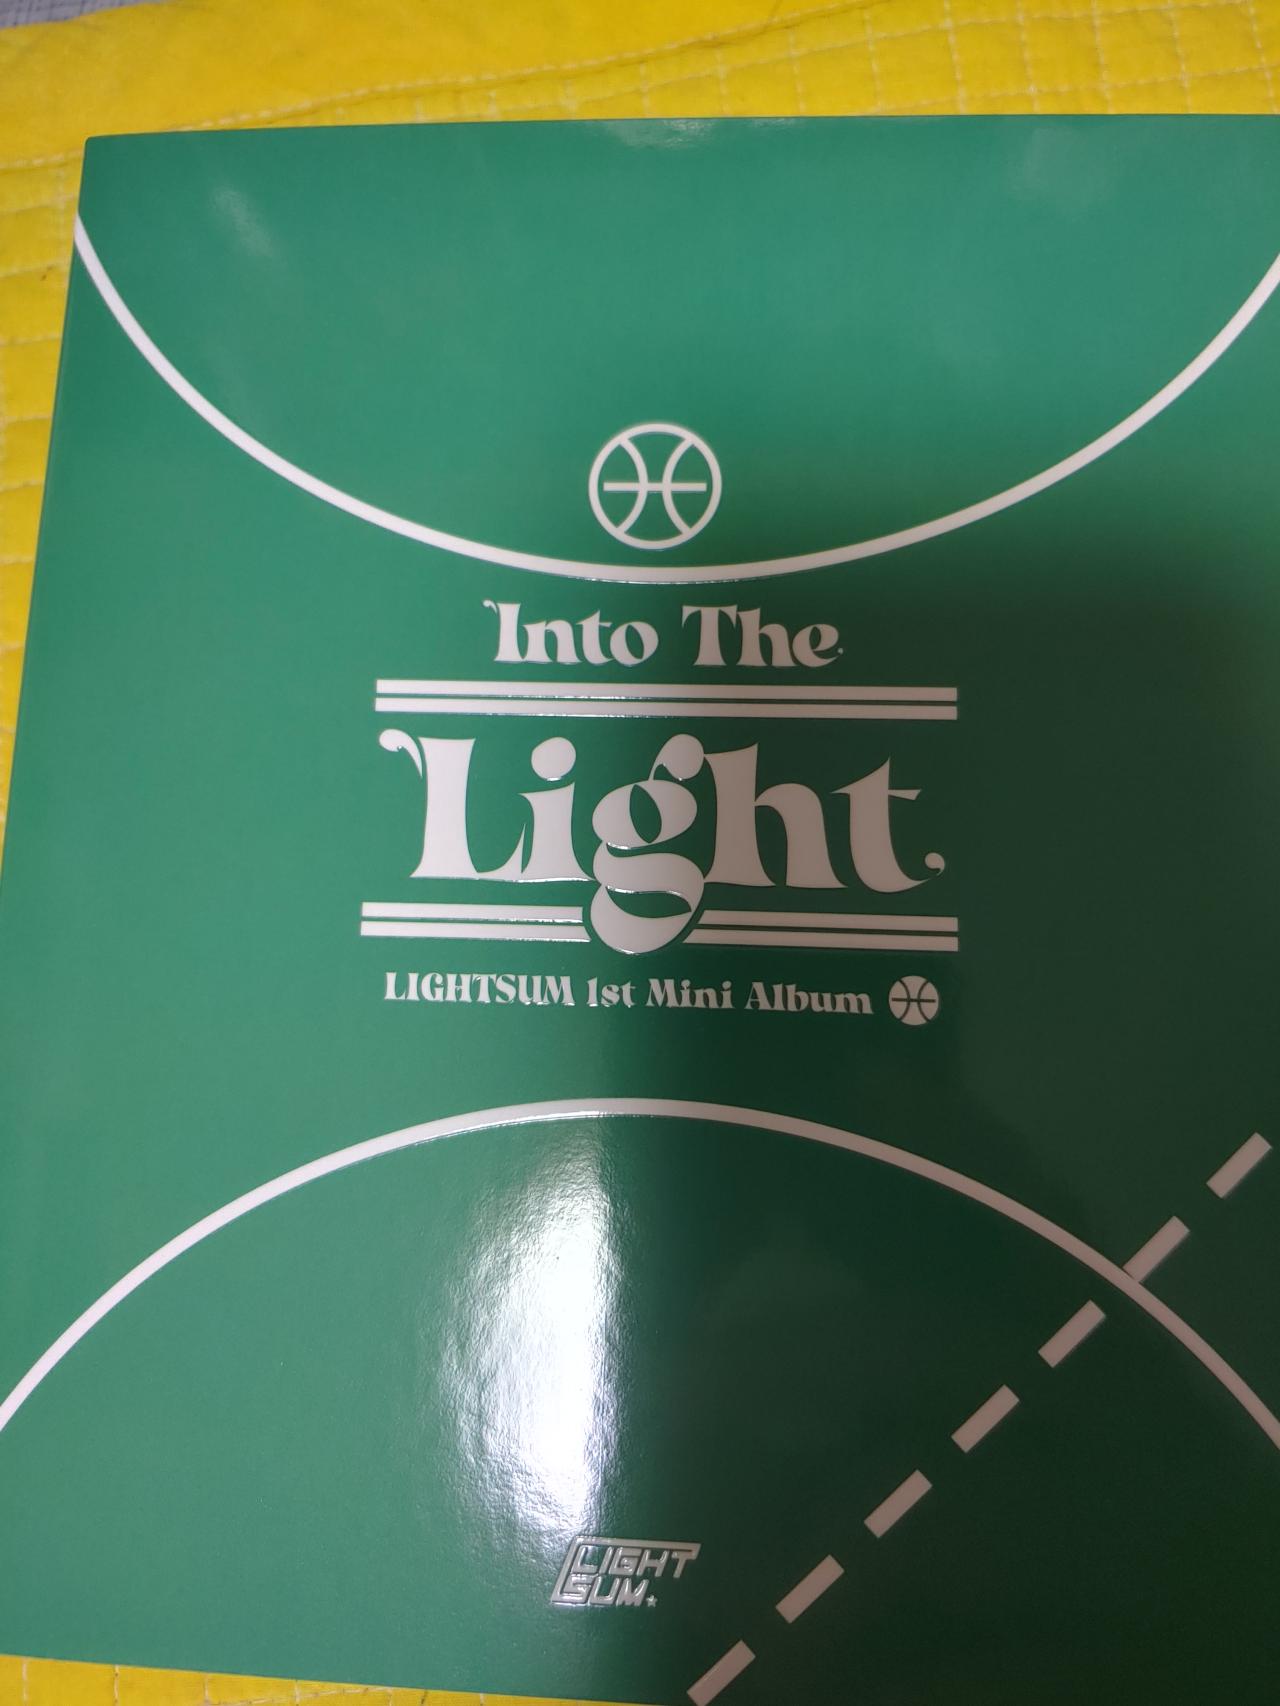 Into The
Light
LIGHTSUM 1st Mini Album
LIGHT
SUM